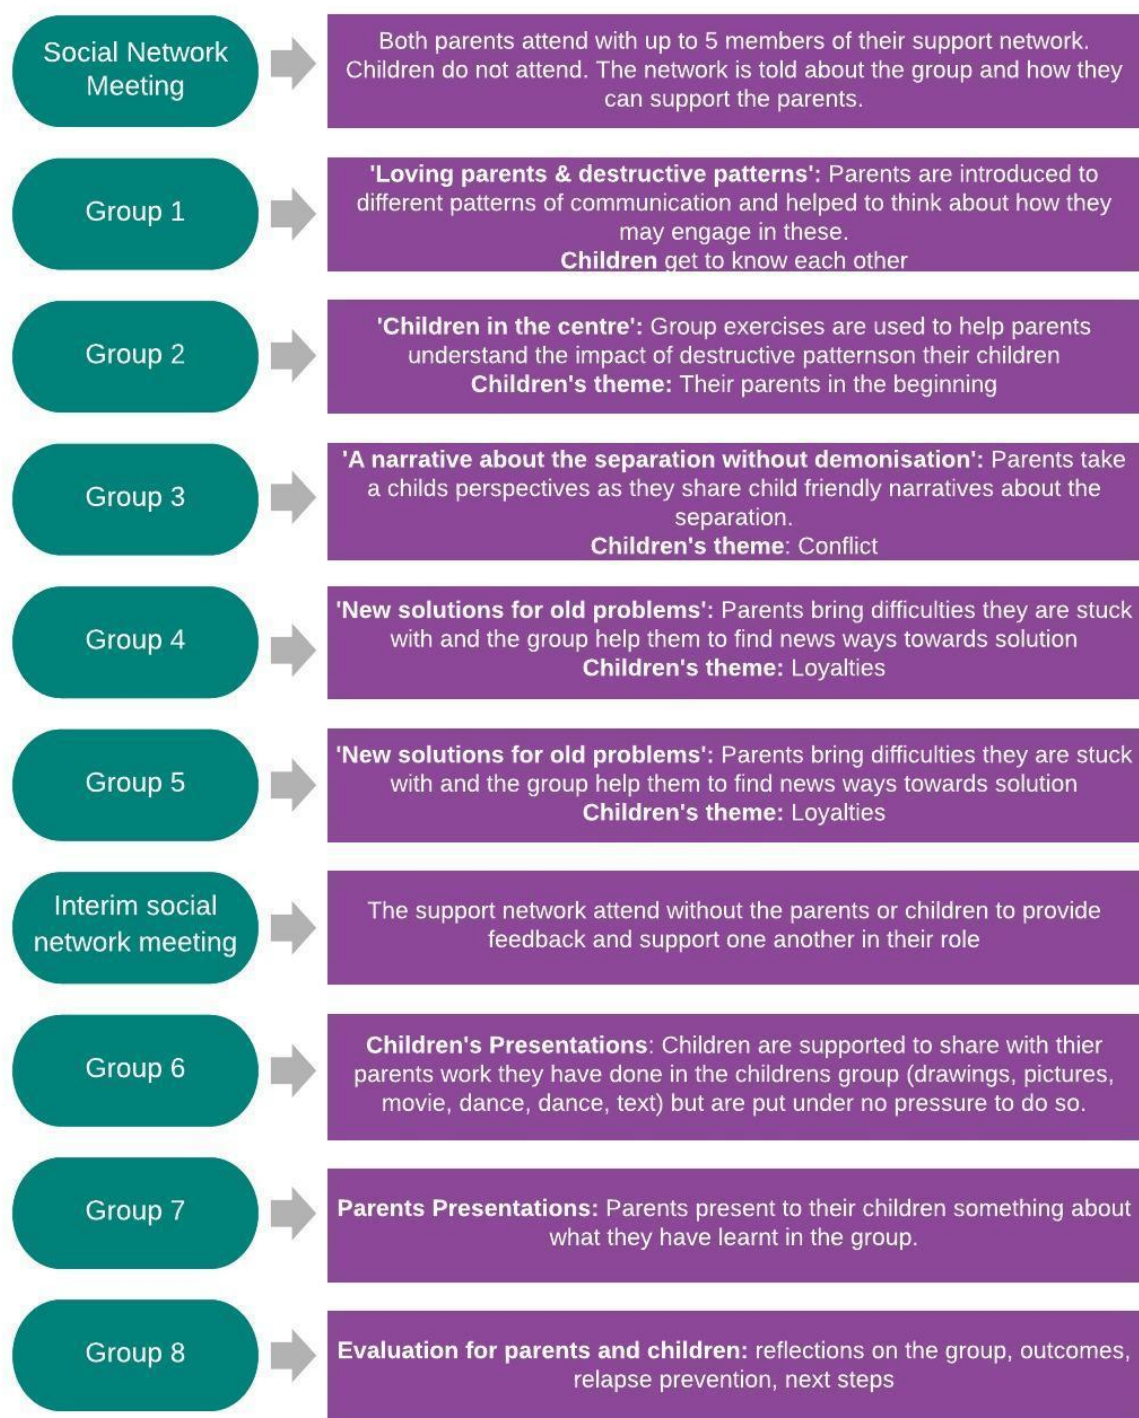 Social Network
Meeting
Both parents attend with up to 5 members of their support network.
Children do not attend. The network is told about the group and how they
can support the parents.
Group 1
'Loving parents & destructive patterns': Parents are introduced to
different patterns of communication and helped to think about how they
may engage in these.
Children get to know each other
Group 2
'Children in the centre': Group exercises are used to help parents
understand the impact of destructive patternson their children
Children's theme: Their parents in the beginning
Group 3
'A narrative about the separation without demonisation': Parents take
a childs perspectives as they share child friendly narratives about the
separation.
Children's theme: Conflict
Group 4
'New solutions for old problems': Parents bring difficulties they are stuck
with and the group help them to find news ways towards solution
Children's theme: Loyalties
Group 5
'New solutions for old problems': Parents bring difficulties they are stuck
with and the group help them to find news ways towards solution
Children's theme: Loyalties
Interim social
network meeting
The support network attend without the parents or children to provide
feedback and support one another in their role
Group 6
Children's Presentations: Children are supported to share with thier
parents work they have done in the childrens group (drawings, pictures,
movie, dance, dance, text) but are put under no pressure to do so.
Group 7
Parents Presentations: Parents present to their children something about
what they have learnt in the group.
Group 8
Evaluation for parents and children: reflections on the group, outcomes,
relapse prevention, next steps